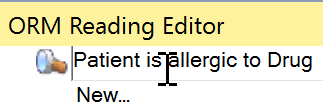 ORM Reading Editor
Patient is allergic to Drug
New...